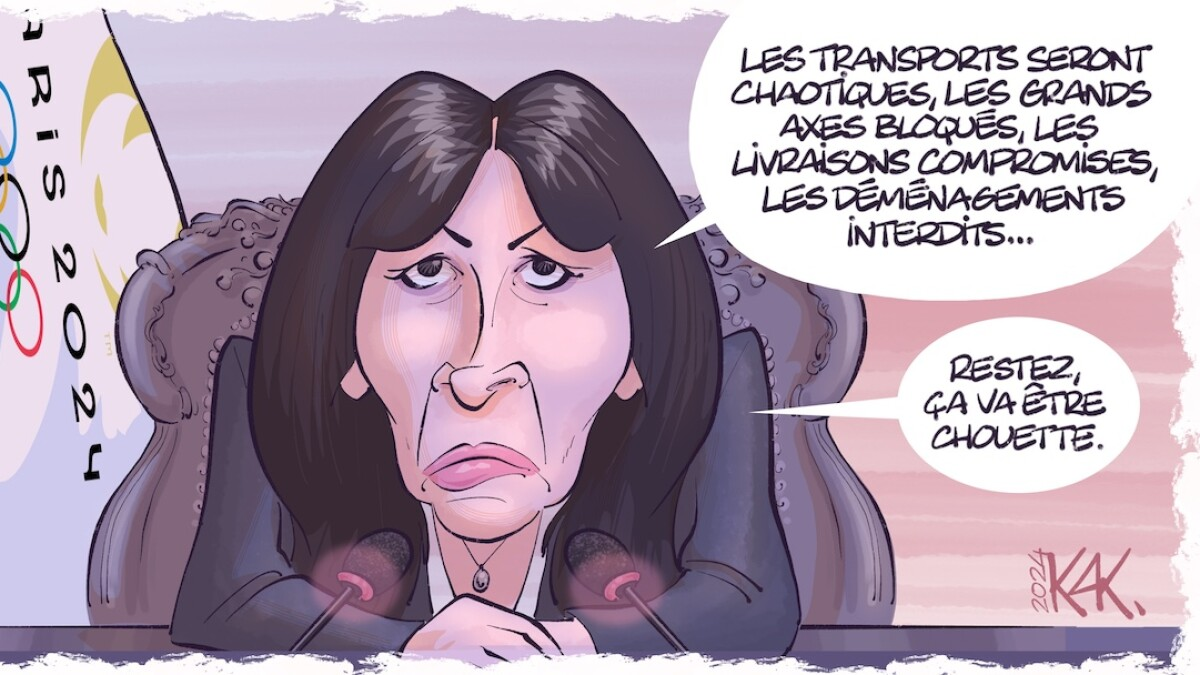 ARIS 2024
LES TRANSPORTS SERONT
CHAOTIQUES, LES GRANDS
AXES BLOQUÉS, LES
LIVRAISONS COMPROMISES,
LES DÉMÉNAGEMENTS
INTERDITS...
RESTEZ,
ÇA VA ÊTRE
CHOUETTE.
2024 KAK.
TM